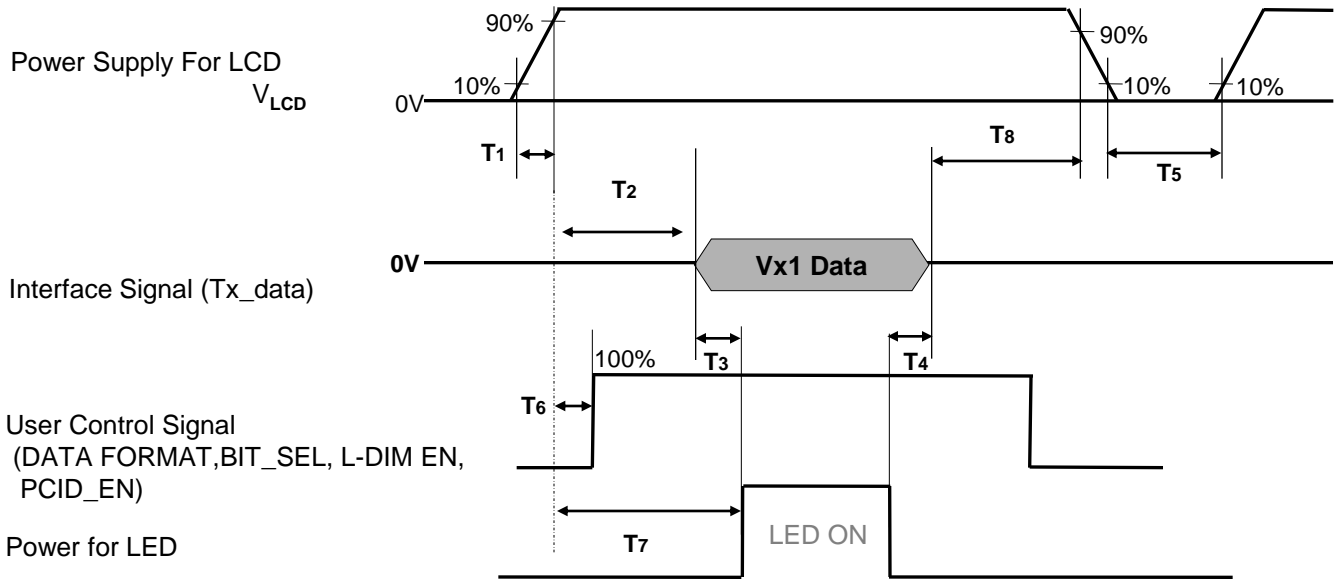 90%
90%
Power Supply For LCD
VLCD
10%
10%
10%
0V
T1
T8
T5
T2
0V
Vx1 Data
Interface Signal (Tx_data)
100%
T3
T4
T6
User Control Signal
(DATA FORMAT,BIT_SEL, L-DIM EN,
PCID_EN)
T7
LED ON
Power for LED